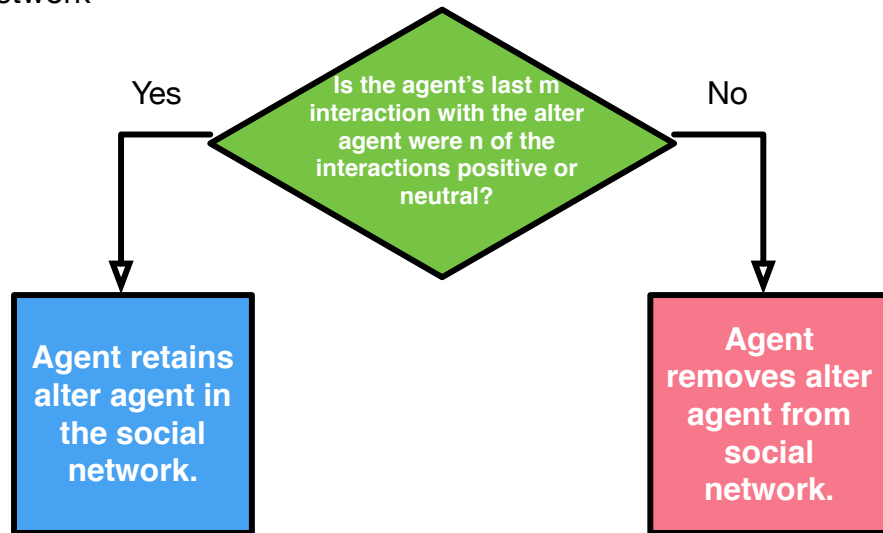 Yes
No
Is the agent's last m
interaction with the alter
agent were n of the
interactions positive or
neutral?
Agent retains
alter agent in
the social
network.
Agent
removes alter
agent from
social
network.